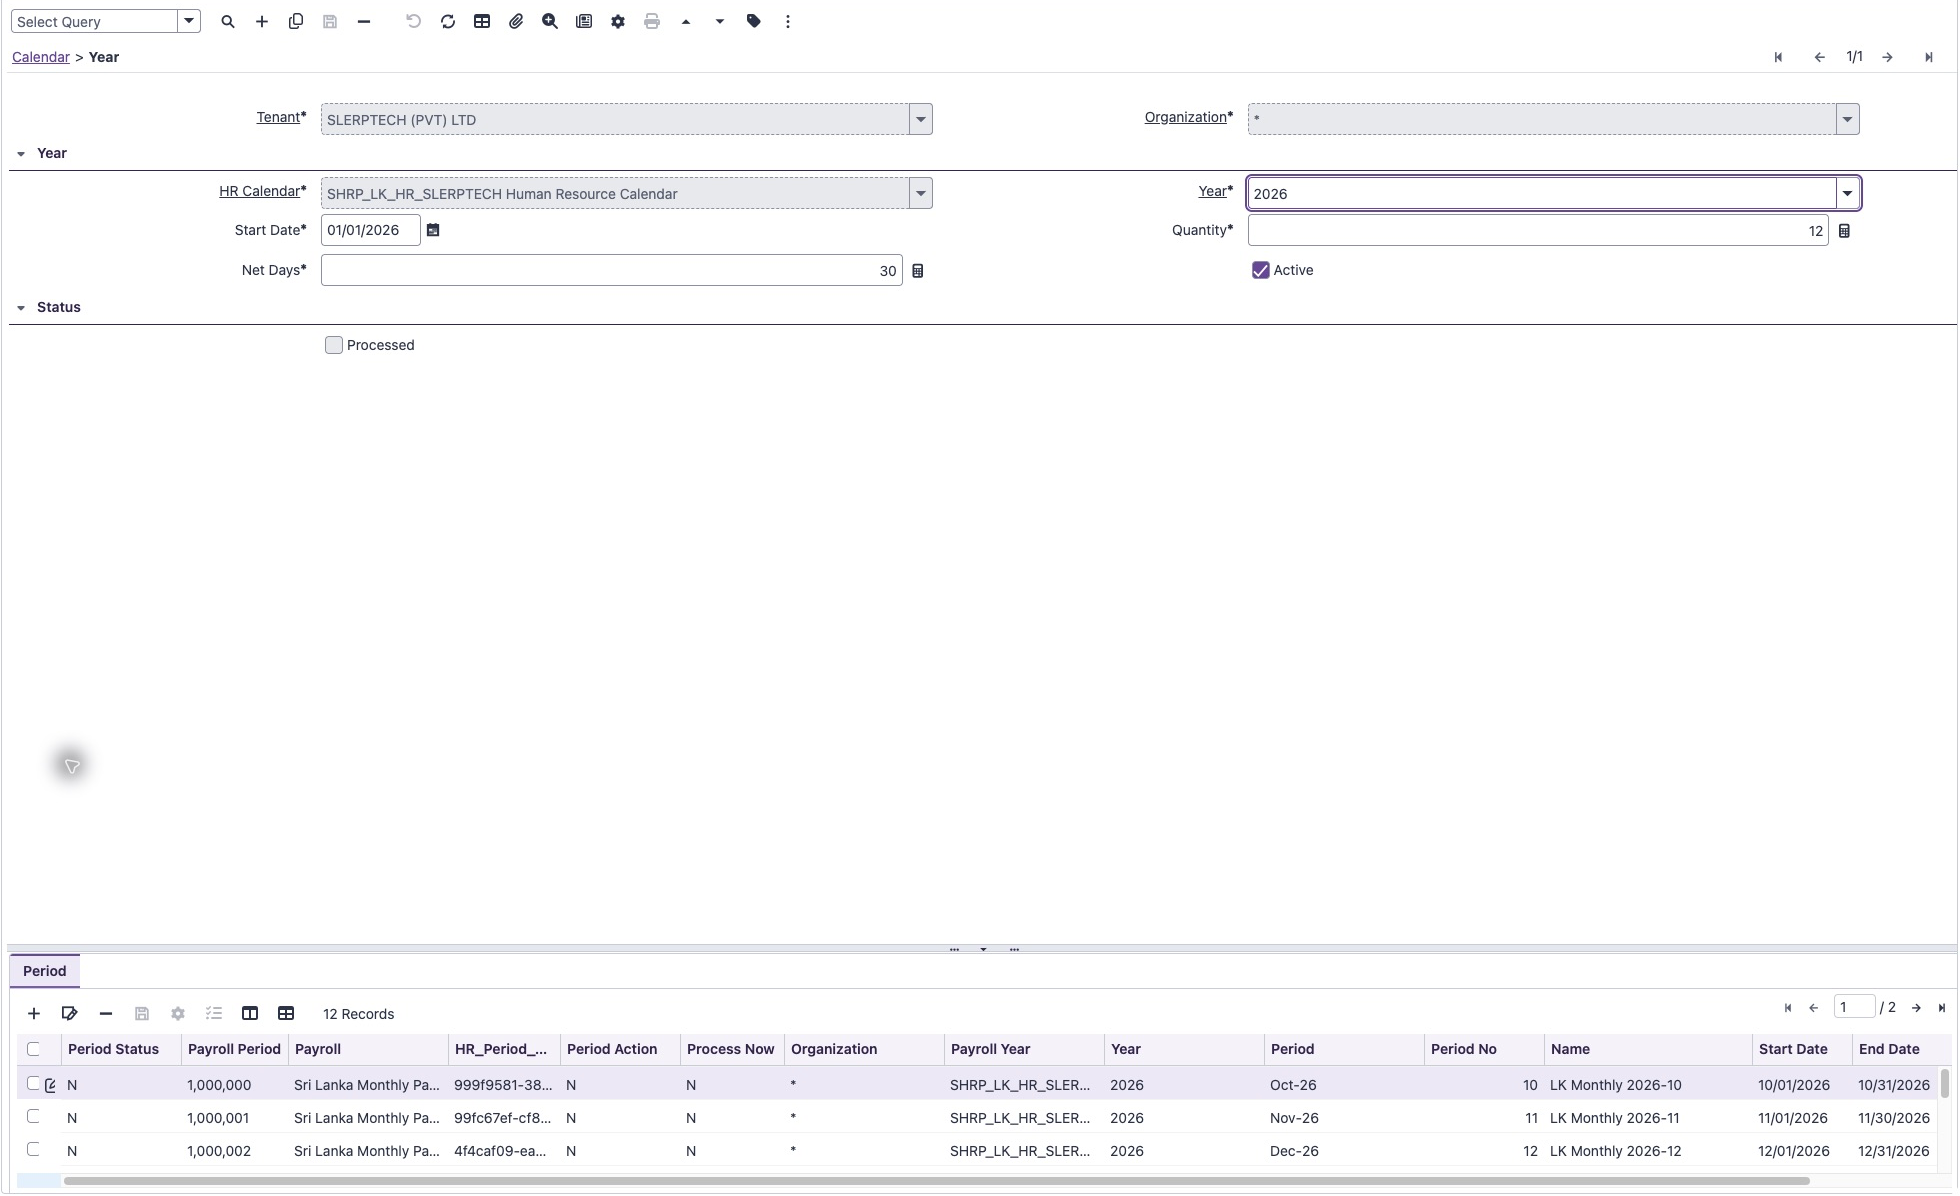 Select Query
Calendar > Year
1/1
Tenant* SLERPTECH (PVT) LTD Organization* *
Year
HR Calendar* SHRP_LK_HR_SLERPTECH Human Resource Calendar Year* 2026
Start Date* 01/01/2026 Quantity* 12
Net Days* 30 Active
Status
Processed
Period
12 Records 1 / 2
Period Status Payroll Period Payroll HR_Period_... Period Action Process Now Organization Payroll Year Year Period Period No Name Start Date End Date
N 1,000,000 Sri Lanka Monthly Pa... 999f9581-38... N N * SHRP_LK_HR_SLER... 2026 Oct-26 10 LK Monthly 2026-10 10/01/2026 10/31/2026
N 1,000,001 Sri Lanka Monthly Pa... 99fc67ef-cf8... N N * SHRP_LK_HR_SLER... 2026 Nov-26 11 LK Monthly 2026-11 11/01/2026 11/30/2026
N 1,000,002 Sri Lanka Monthly Pa... 4f4caf09-ea... N N * SHRP_LK_HR_SLER... 2026 Dec-26 12 LK Monthly 2026-12 12/01/2026 12/31/2026